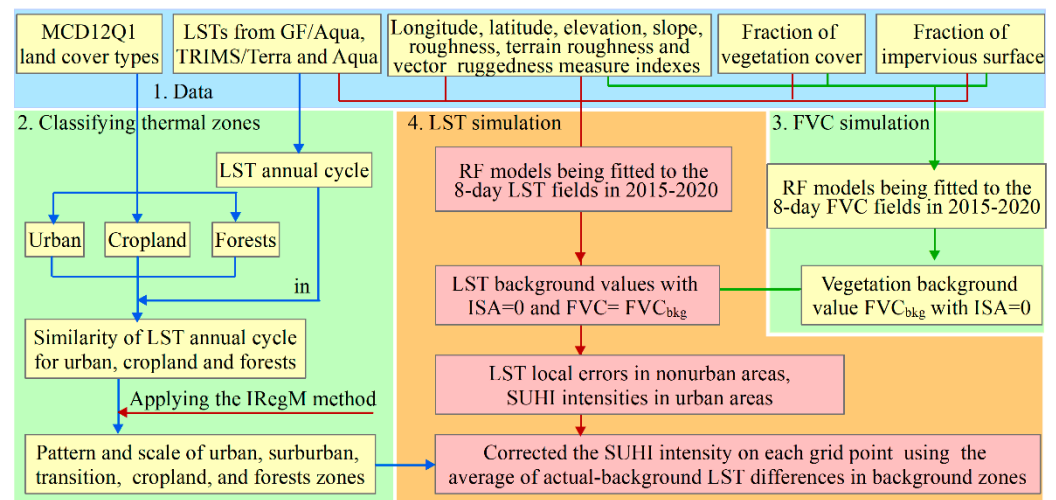 MCD12Q1
land cover types
LSTs from GF/Aqua,
TRIMS/Terra and Aqua
Longitude, latitude, elevation, slope,
roughness, terrain roughness and
vector ruggedness measure indexes
Fraction of
vegetation cover
Fraction of
impervious surface
1. Data
2. Classifying thermal zones
LST annual cycle
Urban
Cropland
Forests
in
Similarity of LST annual cycle
for urban, cropland and forests
Applying the IRegM method
Pattern and scale of urban, surburban,
transition, cropland, and forests zones
4. LST simulation
RF models being fitted to the
8-day LST fields in 2015-2020
LST background values with
ISA=0 and FVC= FVCbkg
LST local errors in nonurban areas,
SUHI intensities in urban areas
Corrected the SUHI intensity on each grid point using the
average of actual-background LST differences in background zones
3. FVC simulation
RF models being fitted to the
8-day FVC fields in 2015-2020
Vegetation background
value FVCbkg with ISA=0